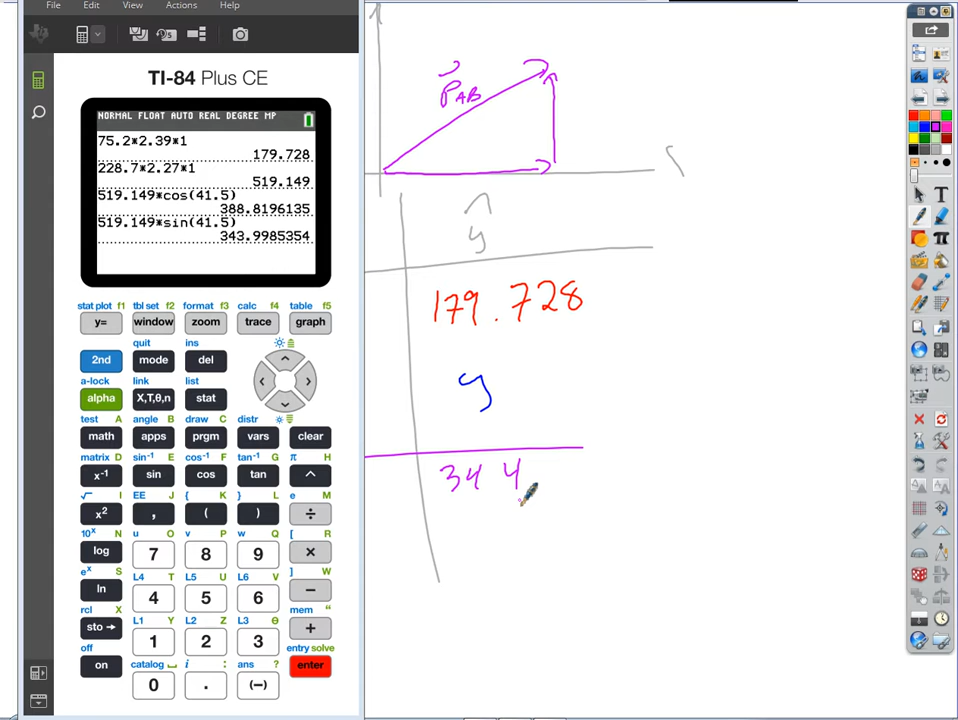 File Edit View Actions Help
TI-84 Plus CE
NORMAL FLOAT AUTO REAL DEGREE MP
75.2*2.39*1
179.728
228.7*2.27*1
519.149
519.149*cos(41.5)
388.8196135
519.149*sin(41.5)
343.9985354
stat plot f1 tbl set f2 format f3 calc f4 table f5
y= window zoom trace graph
quit ins
2nd mode del
a-lock link list
alpha X,T,θ,n stat
test A angle B draw C distr
math apps prgm vars clear
matrix D sin⁻¹ E cos⁻¹ F tan⁻¹ G π H
x⁻¹ sin cos tan ^
√ I EE J { K } L e M
x² , ( ) ÷
10ˣ N u O v P w Q [ R
log 7 8 9 ×
eˣ S L4 T L5 U L6 V ] W
ln 4 5 6 −
rcl X L1 Y L2 Z L3 θ mem "
sto→ 1 2 3 +
off catalog ␣ i : ans ? entry solve
on 0 . (−) enter
P⃗AB
ŷ
179.728
y
344
T
π